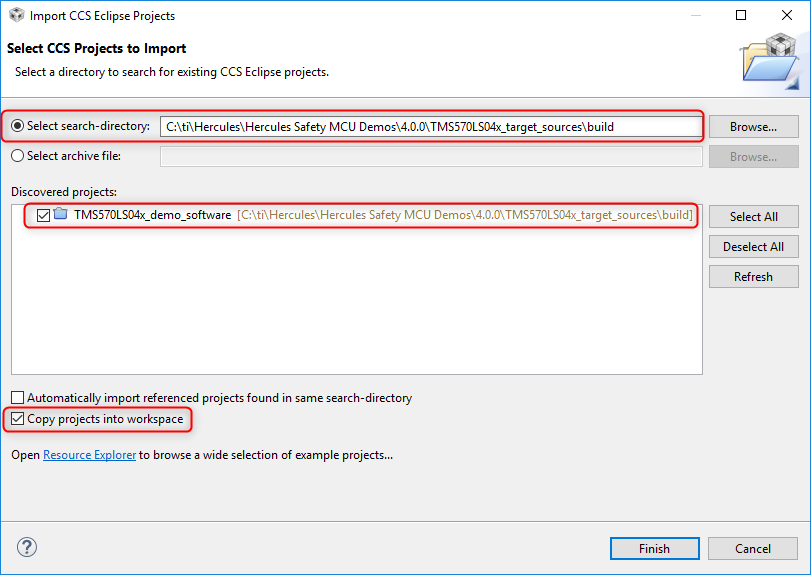 Import CCS Eclipse Projects
Select CCS Projects to Import
Select a directory to search for existing CCS Eclipse projects.
Select search-directory: C:\ti\Hercules\Hercules Safety MCU Demos\4.0.0\TMS570LS04x_target_sources\build Browse...
Select archive file: Browse...
Discovered projects:
TMS570LS04x_demo_software [C:\ti\Hercules\Hercules Safety MCU Demos\4.0.0\TMS570LS04x_target_sources\build] Select All
Deselect All
Refresh
Automatically import referenced projects found in same search-directory
Copy projects into workspace
Open Resource Explorer to browse a wide selection of example projects...
? Finish Cancel